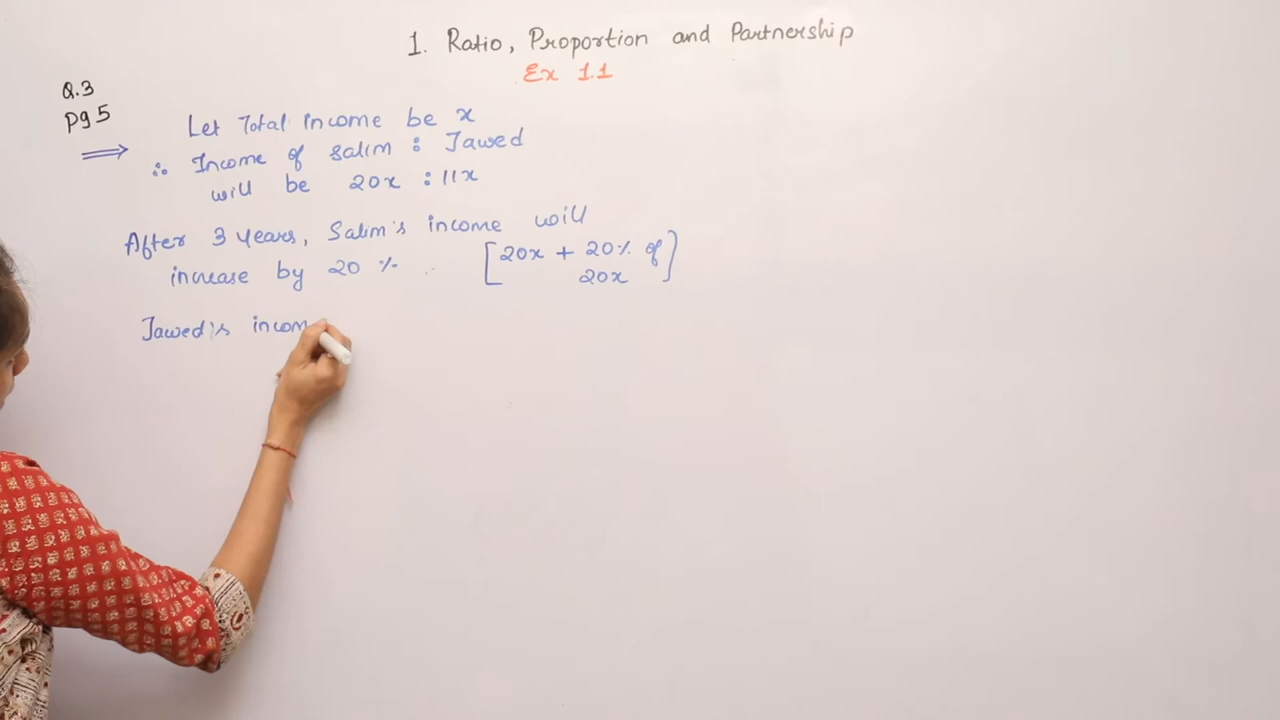 1. Ratio, Proportion and Partnership
Ex 1.1
Q.3
Pg 5
Let Total Income be x
∴ Income of Salim : Jawed
will be 20x : 11x
After 3 years, Salim's income will
increase by 20 % [20x + 20% of
20x]
Jawed's incom